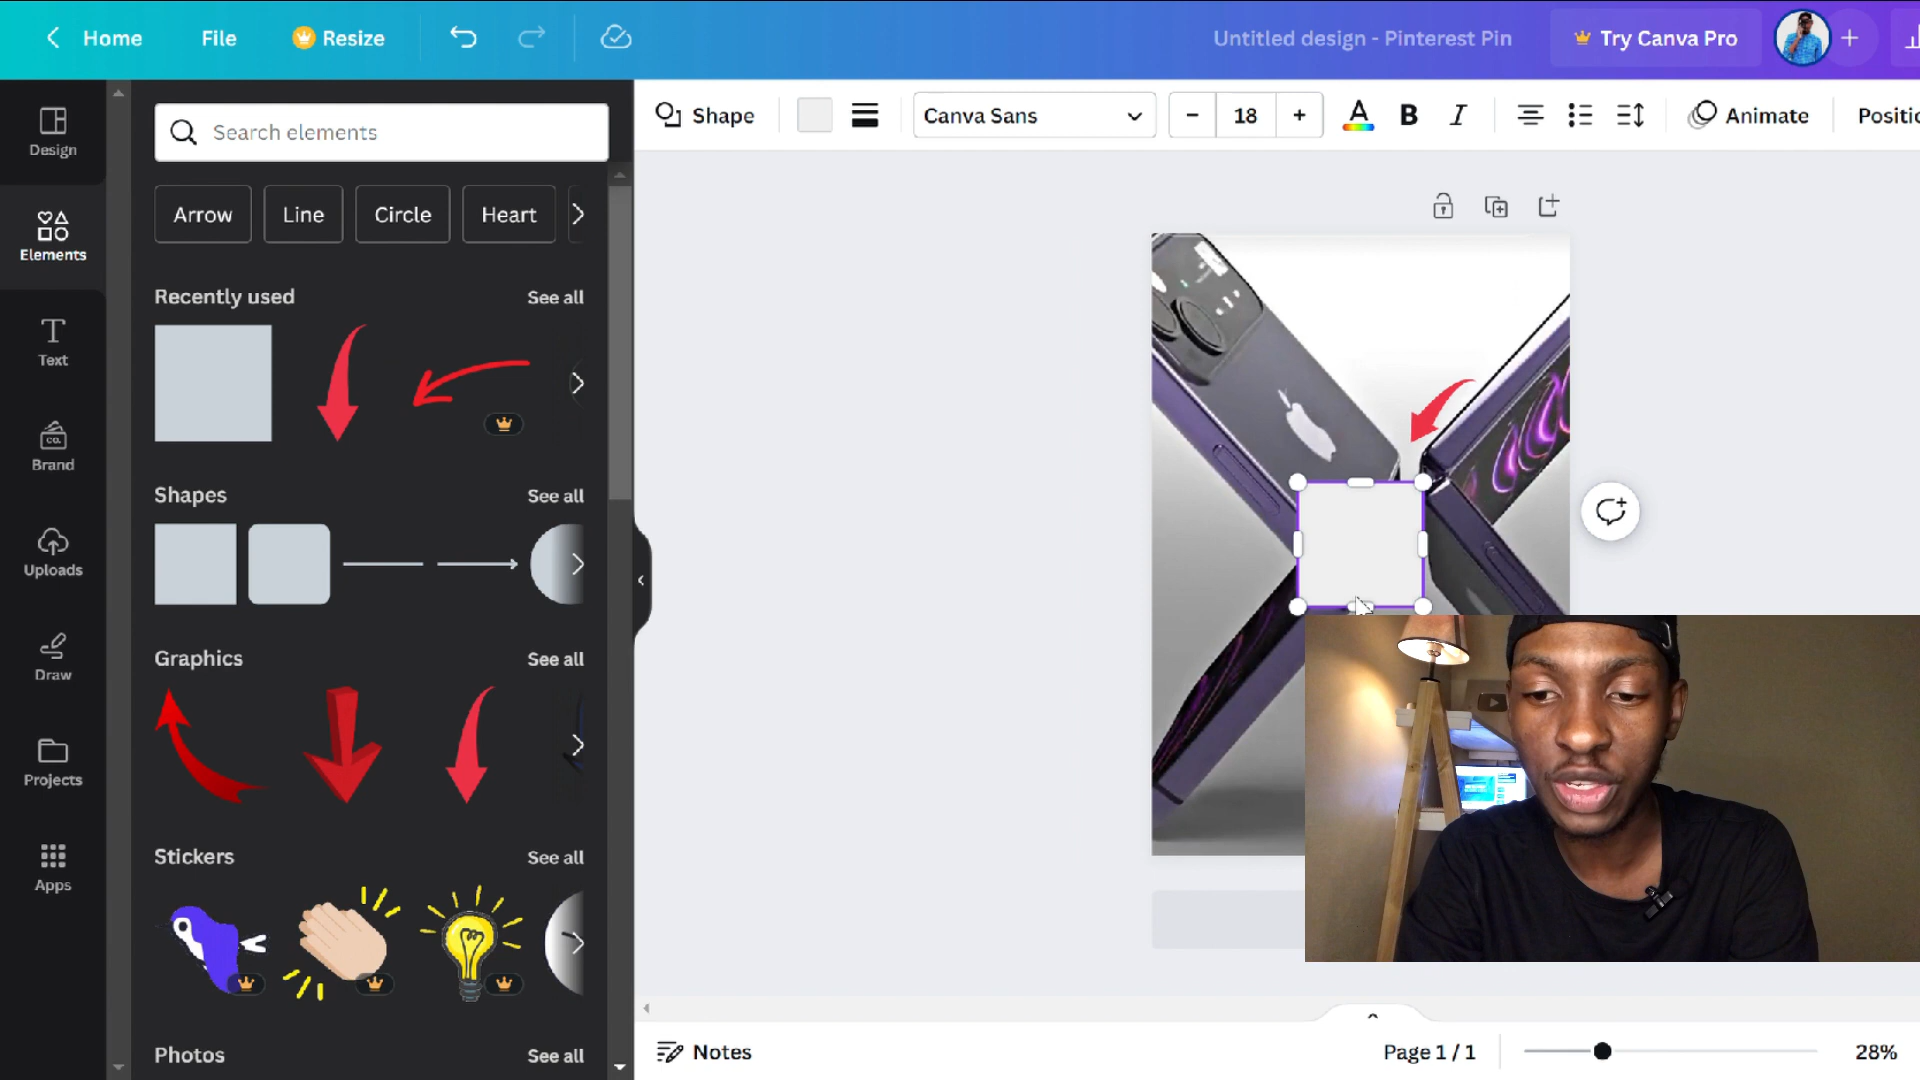 Home File Resize Untitled design - Pinterest Pin Try Canva Pro
Design
Elements
Text
Brand
CO.
Uploads
Draw
Projects
Apps
Search elements
Arrow Line Circle Heart
Recently used See all
Shapes See all
Graphics See all
Stickers See all
Photos See all
Shape Canva Sans 18 A B I Animate Positio
Notes Page 1 / 1 28%